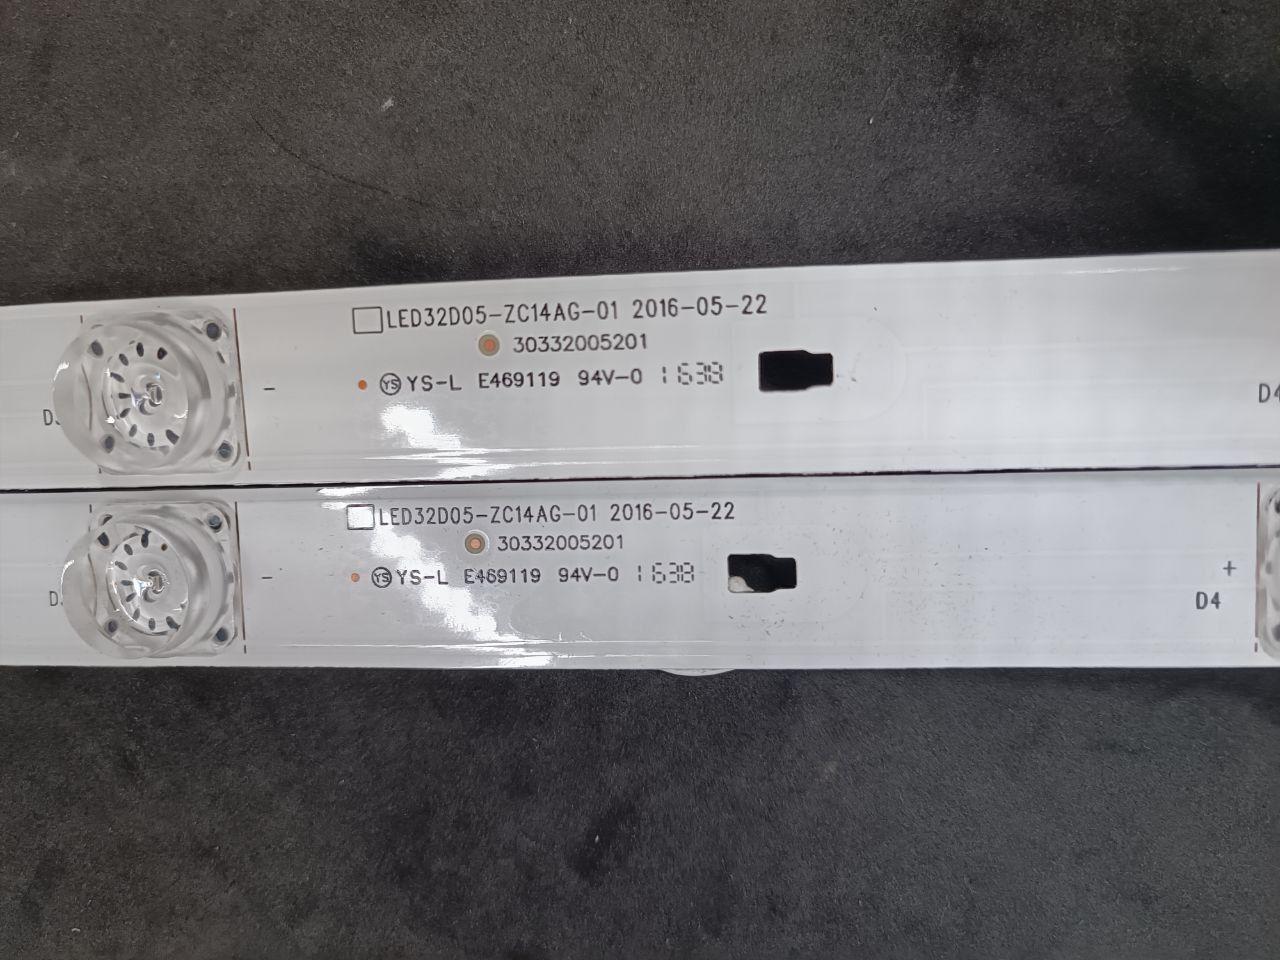 LED32D05-ZC14AG-01 2016-05-22
30332005201
YS YS-L E469119 94V-0 1638
-
D4
LED32D05-ZC14AG-01 2016-05-22
30332005201
YS YS-L E469119 94V-0 1638
-
+
D4